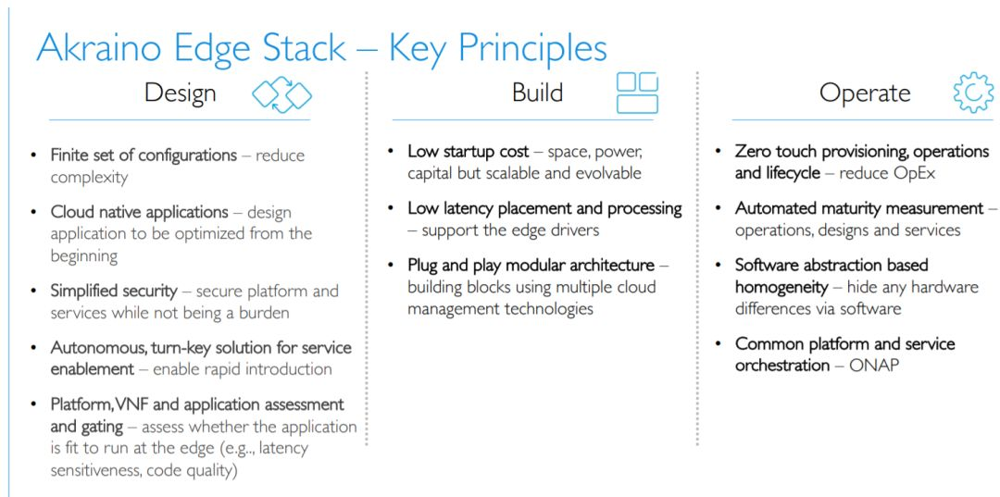 Akraino Edge Stack – Key Principles
Design
• Finite set of configurations – reduce
complexity
• Cloud native applications – design
application to be optimized from the
beginning
• Simplified security – secure platform and
services while not being a burden
• Autonomous, turn-key solution for service
enablement – enable rapid introduction
• Platform, VNF and application assessment
and gating – assess whether the application
is fit to run at the edge (e.g.., latency
sensitiveness, code quality)
Build
• Low startup cost – space, power,
capital but scalable and evolvable
• Low latency placement and processing
– support the edge drivers
• Plug and play modular architecture –
building blocks using multiple cloud
management technologies
Operate
• Zero touch provisioning, operations
and lifecycle – reduce OpEx
• Automated maturity measurement –
operations, designs and services
• Software abstraction based
homogeneity – hide any hardware
differences via software
• Common platform and service
orchestration – ONAP